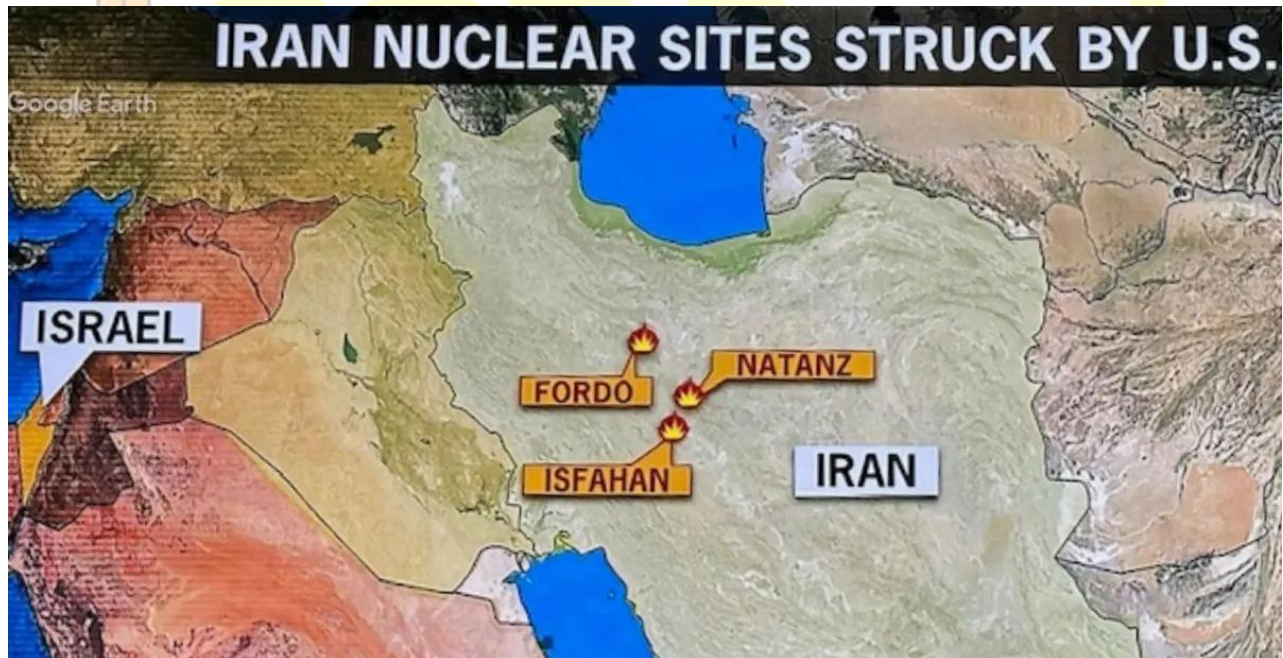 IRAN NUCLEAR SITES STRUCK BY U.S.
Google Earth
ISRAEL
FORDO
NATANZ
ISFAHAN
IRAN